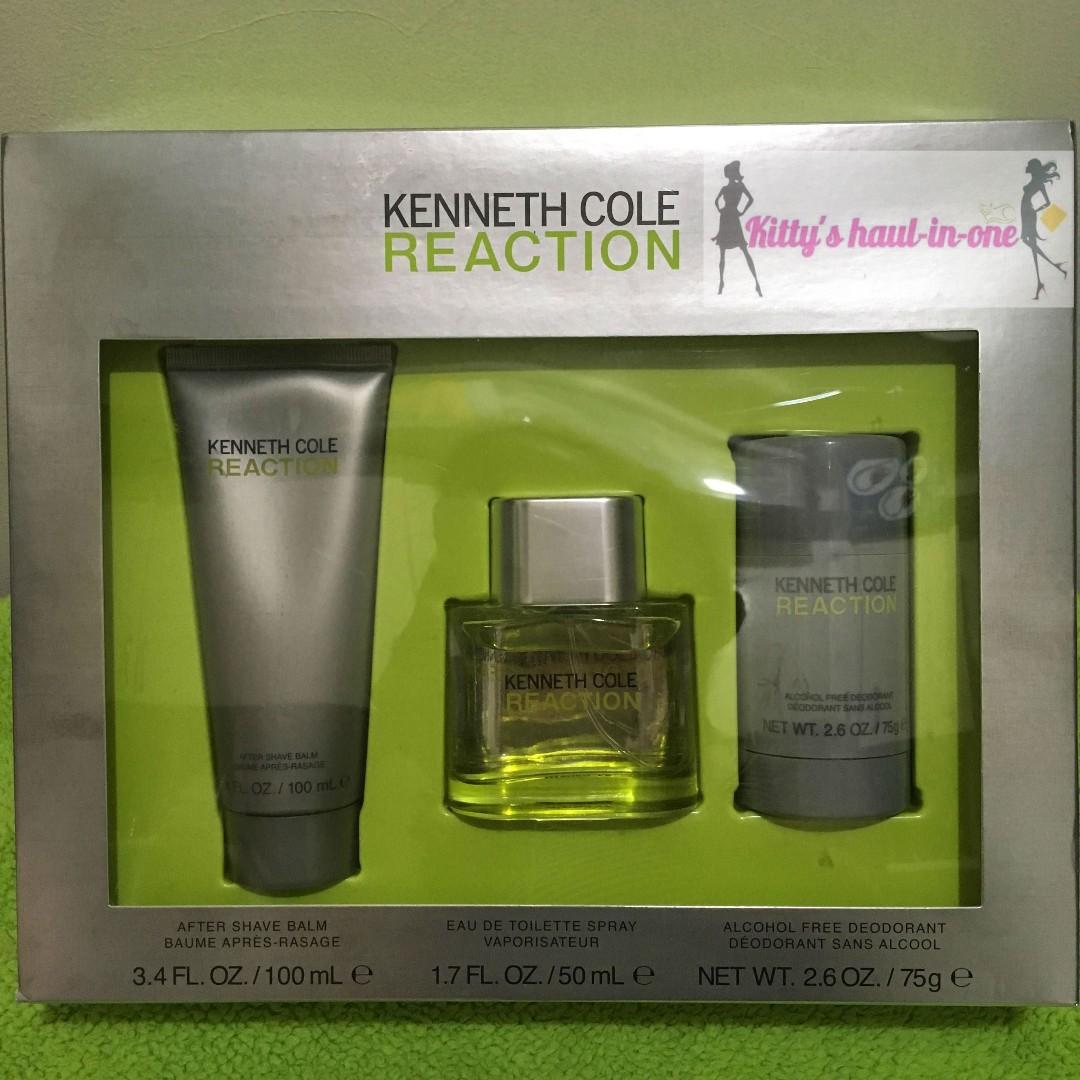 KENNETH COLE
REACTION
Kitty's haul-in-one
KENNETH COLE
REACTION
AFTER SHAVE BALM
BAUME APRÈS-RASAGE
FL. OZ. / 100 mL ℮
KENNETH COLE
REACTION
KENNETH COLE
REACTION
ALCOHOL FREE DEODORANT
DÉODORANT SANS ALCOOL
NET WT. 2.6 OZ. / 75g ℮
AFTER SHAVE BALM
BAUME APRÈS-RASAGE
3.4 FL. OZ. / 100 mL ℮
EAU DE TOILETTE SPRAY
VAPORISATEUR
1.7 FL. OZ. / 50 mL ℮
ALCOHOL FREE DEODORANT
DÉODORANT SANS ALCOOL
NET WT. 2.6 OZ. / 75g ℮